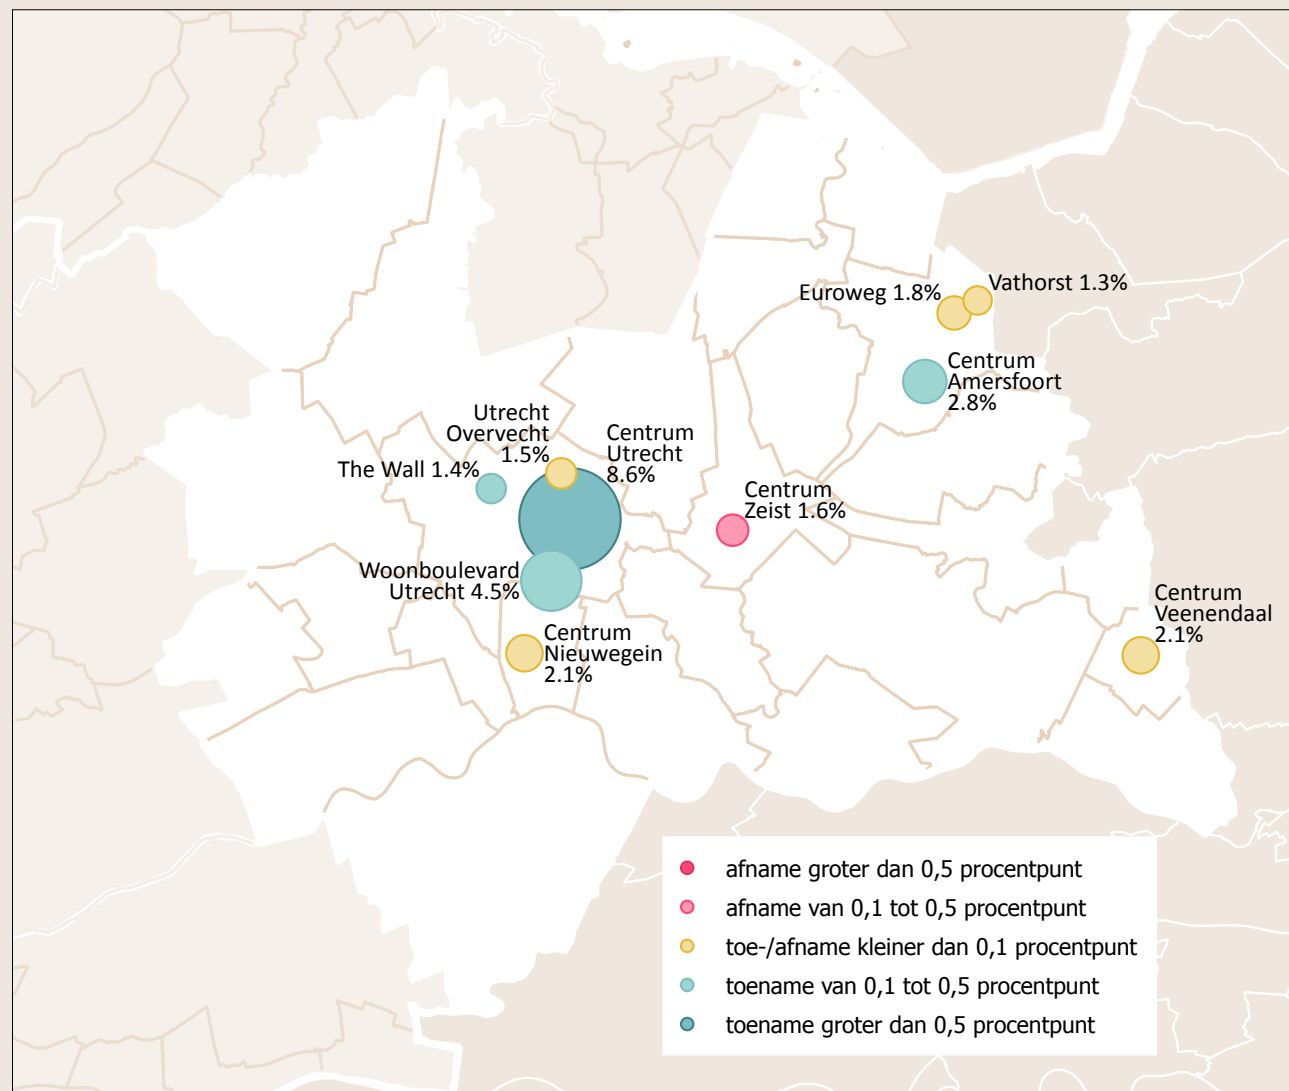 Vathorst 1.3%
Euroweg 1.8%
Centrum
Amersfoort
2.8%
Utrecht
Overvecht
1.5%
Centrum
Utrecht
8.6%
The Wall 1.4%
Centrum
Zeist 1.6%
Woonboulevard
Utrecht 4.5%
Centrum
Veenendaal
2.1%
Centrum
Nieuwegein
2.1%
afname groter dan 0,5 procentpunt
afname van 0,1 tot 0,5 procentpunt
toe-/afname kleiner dan 0,1 procentpunt
toename van 0,1 tot 0,5 procentpunt
toename groter dan 0,5 procentpunt